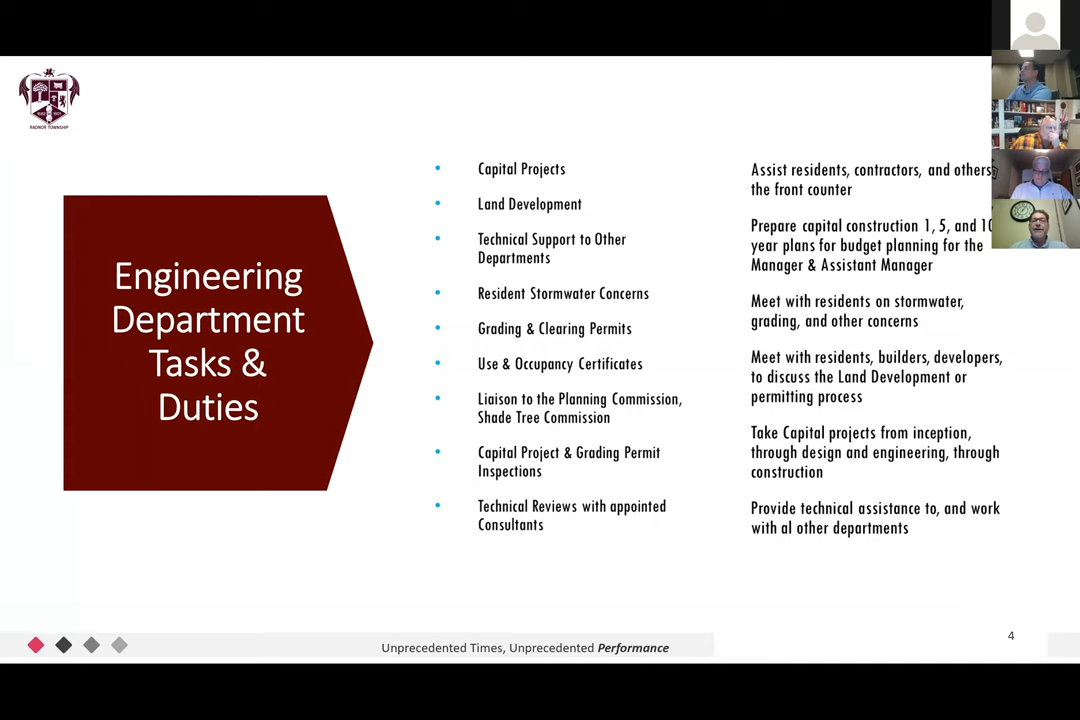 RADNOR TOWNSHIP
Engineering
Department
Tasks &
Duties
• Capital Projects
• Land Development
• Technical Support to Other
Departments
• Resident Stormwater Concerns
• Grading & Clearing Permits
• Use & Occupancy Certificates
• Liaison to the Planning Commission,
Shade Tree Commission
• Capital Project & Grading Permit
Inspections
• Technical Reviews with appointed
Consultants
Assist residents, contractors, and others
the front counter
Prepare capital construction 1, 5, and 10
year plans for budget planning for the
Manager & Assistant Manager
Meet with residents on stormwater,
grading, and other concerns
Meet with residents, builders, developers,
to discuss the Land Development or
permitting process
Take Capital projects from inception,
through design and engineering, through
construction
Provide technical assistance to, and work
with al other departments
Unprecedented Times, Unprecedented Performance
4